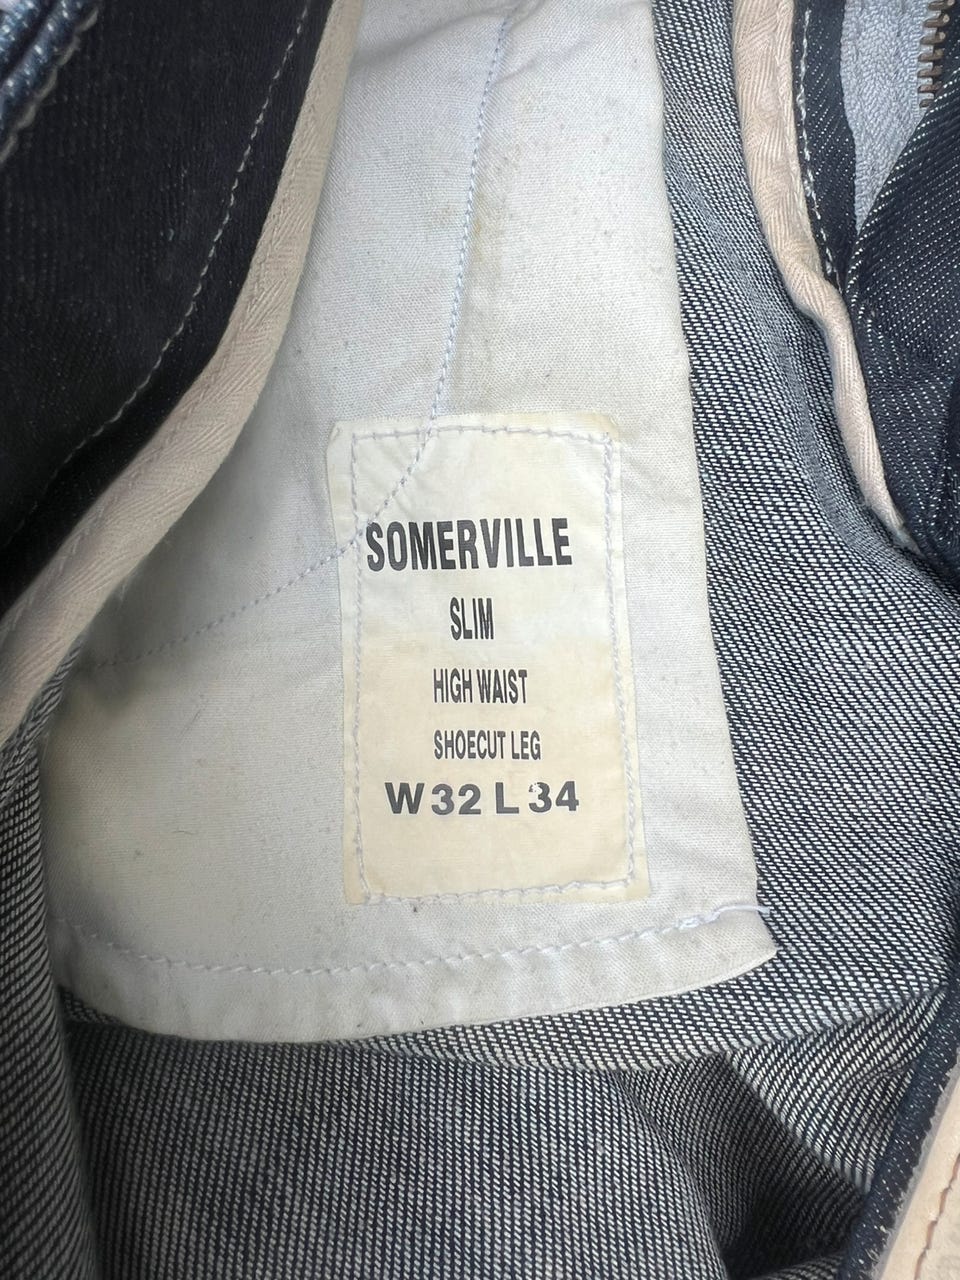 SOMERVILLE
SLIM
HIGH WAIST
SHOECUT LEG
W 32 L 34